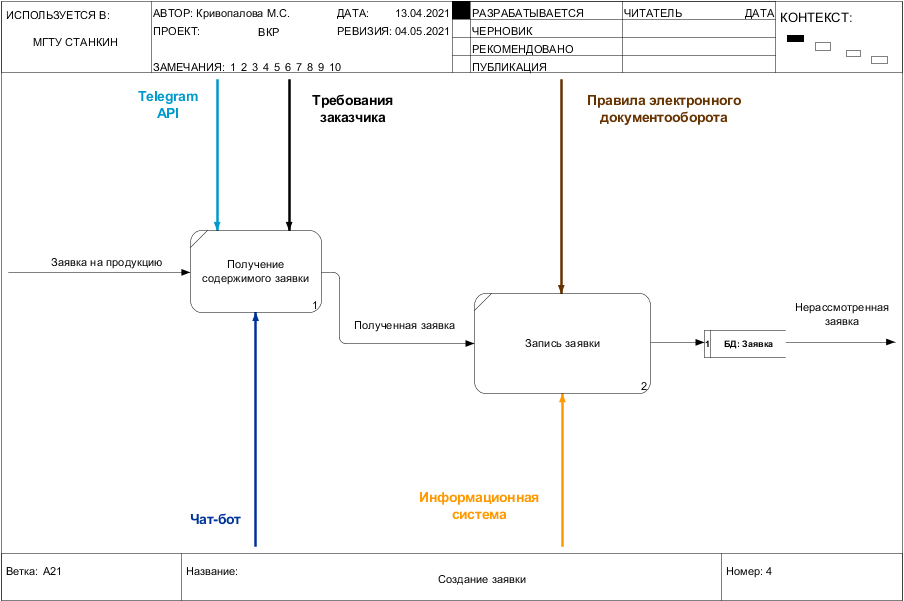 ИСПОЛЬЗУЕТСЯ В:
МГТУ СТАНКИН
АВТОР: Кривопалова М.С.
ДАТА: 13.04.2021
ПРОЕКТ: ВКР
РЕВИЗИЯ: 04.05.2021
ЗАМЕЧАНИЯ: 1 2 3 4 5 6 7 8 9 10
РАЗРАБАТЫВАЕТСЯ
ЧЕРНОВИК
РЕКОМЕНДОВАНО
ПУБЛИКАЦИЯ
ЧИТАТЕЛЬ ДАТА
КОНТЕКСТ:
Telegram
API
Требования
заказчика
Правила электронного
документооборота
Заявка на продукцию
Получение
содержимого заявки
1
Полученная заявка
Запись заявки
2
1 БД: Заявка
Нерассмотренная
заявка
Чат-бот
Информационная
система
Ветка: A21
Название:
Создание заявки
Номер: 4